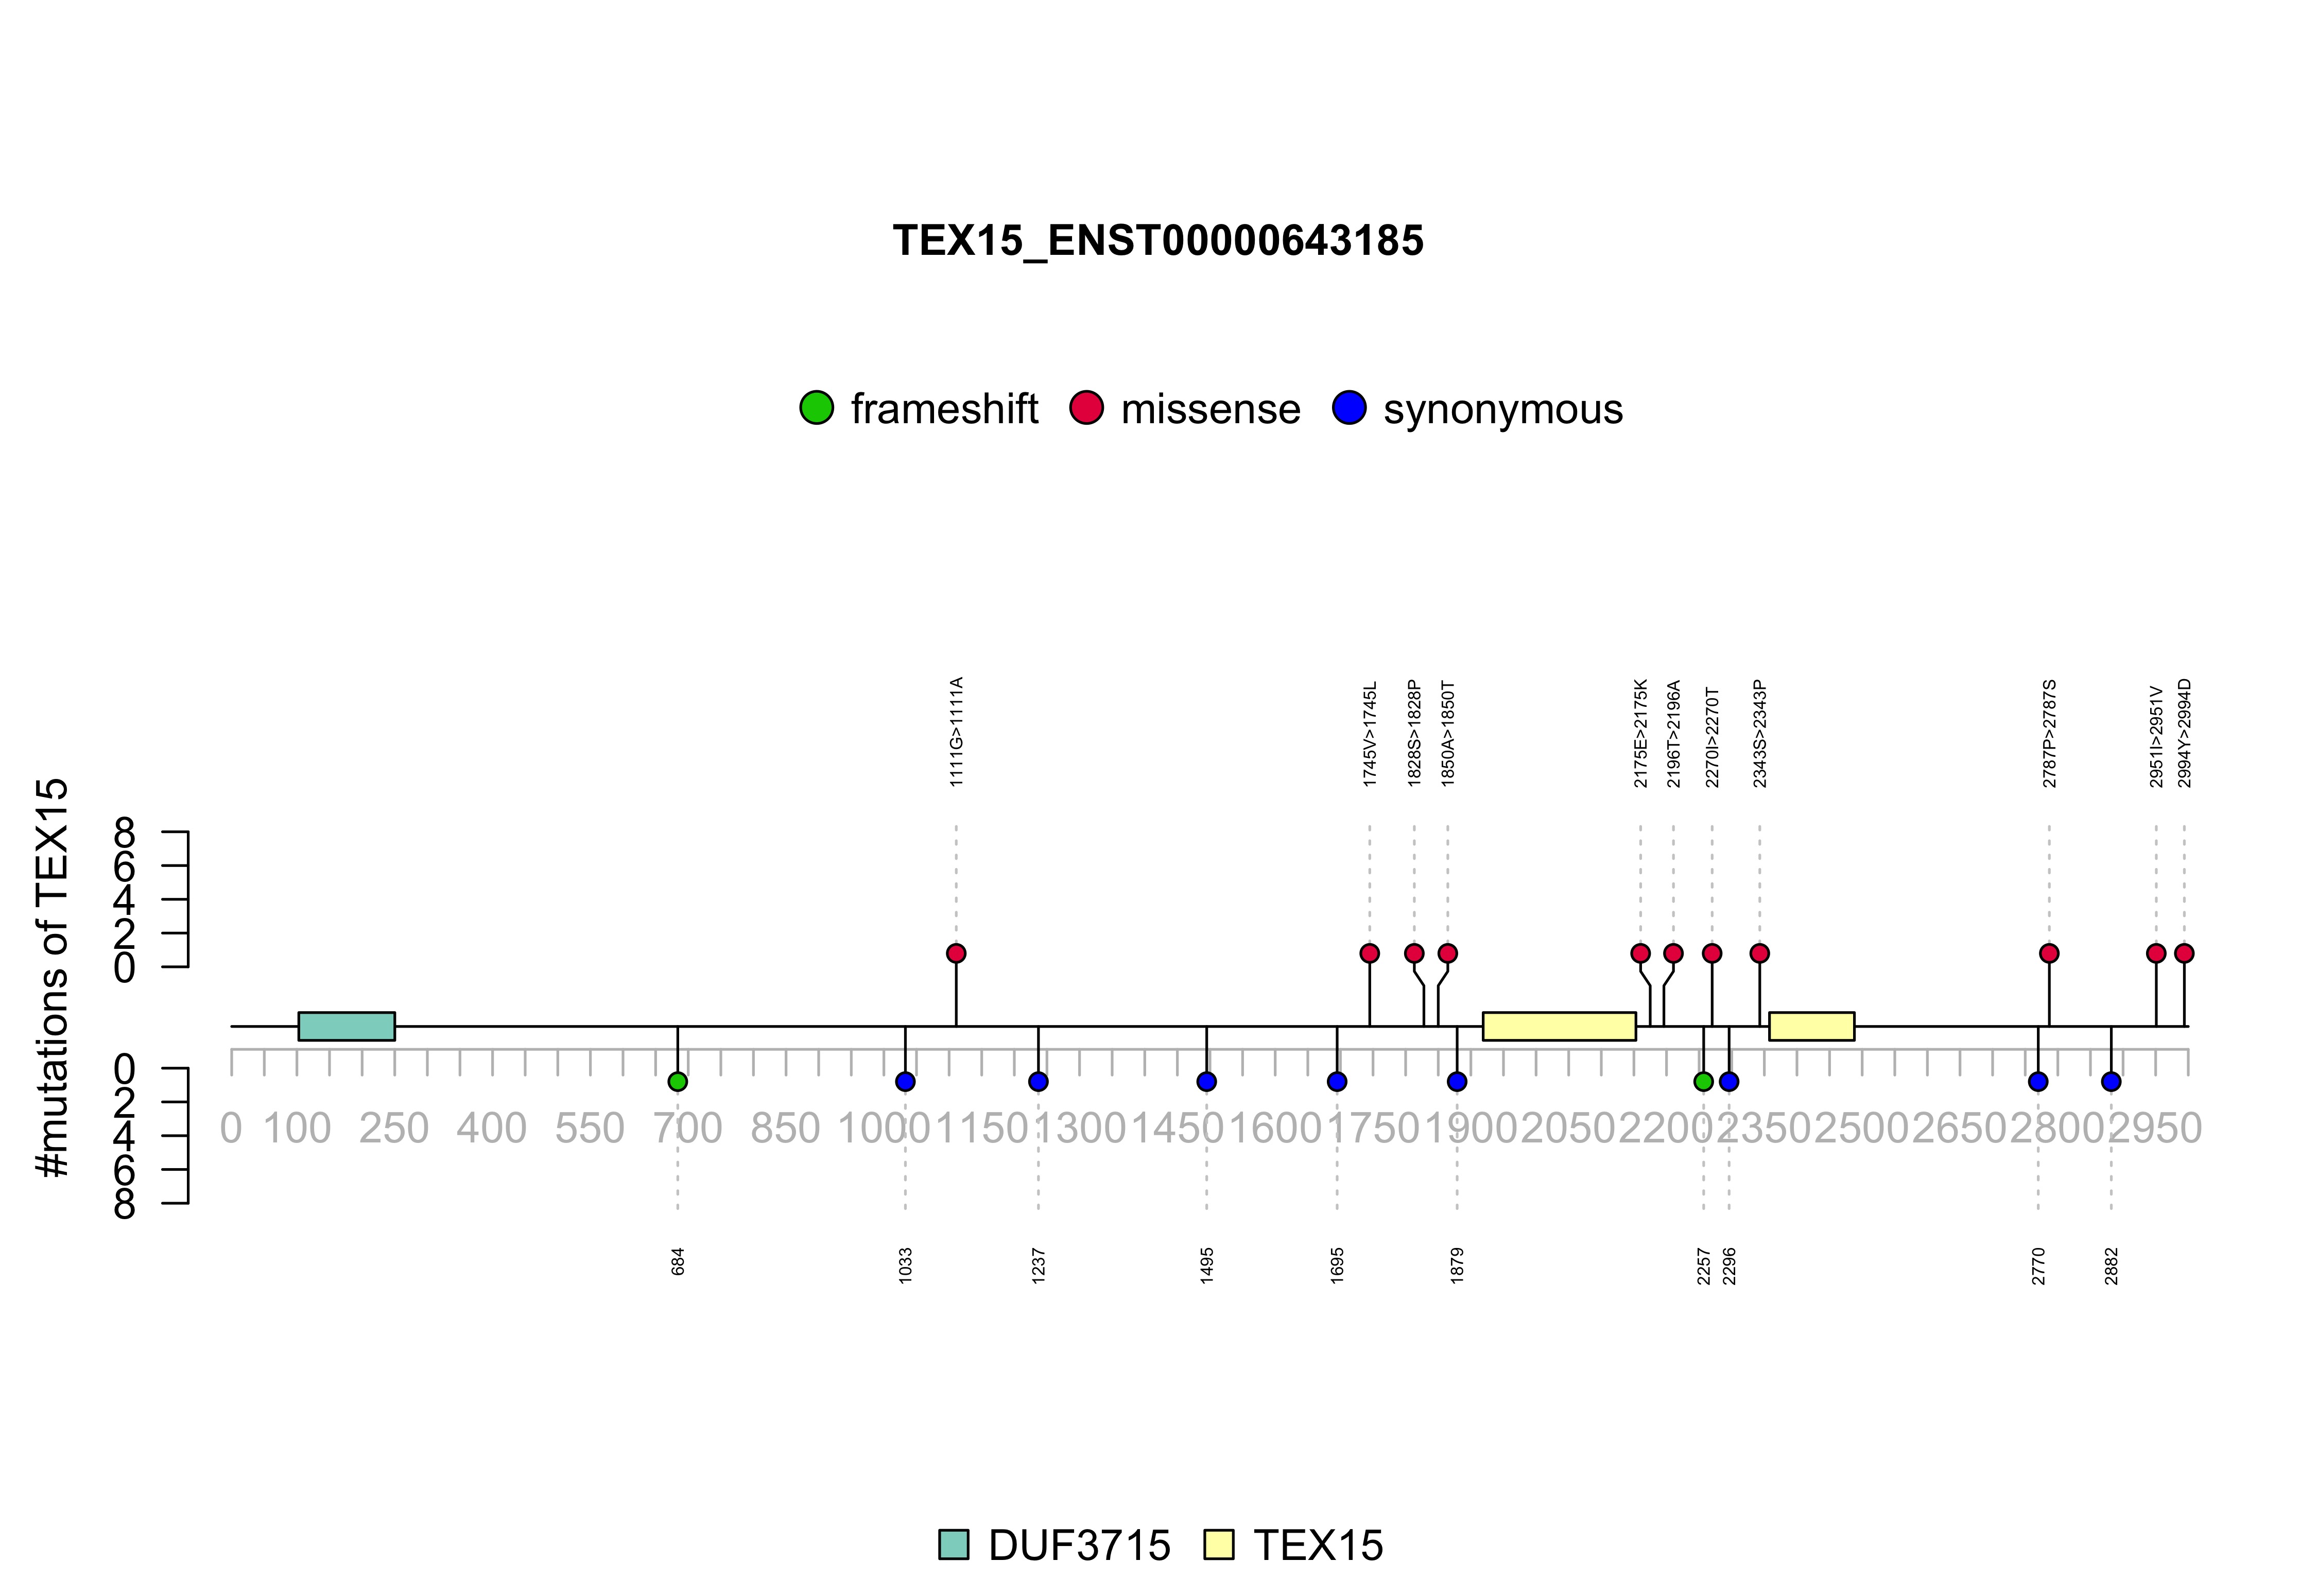 TEX15_ENST00000643185
frameshift missense synonymous
1111G>1111A
1745V>1745L
1828S>1828P
1850A>1850T
2175E>2175K
2196T>2196A
2270I>2270T
2343S>2343P
2787P>2787S
2951I>2951V
2994Y>2994D
#mutations of TEX15
8
6
4
2
0
0
2
4
6
8
0 100 250 400 550 700 850 1000 1150 1300 1450 1600 1750 1900 2050 2200 2350 2500 2650 2800 2950
684
1033
1237
1495
1695
1879
2257
2296
2770
2882
DUF3715 TEX15